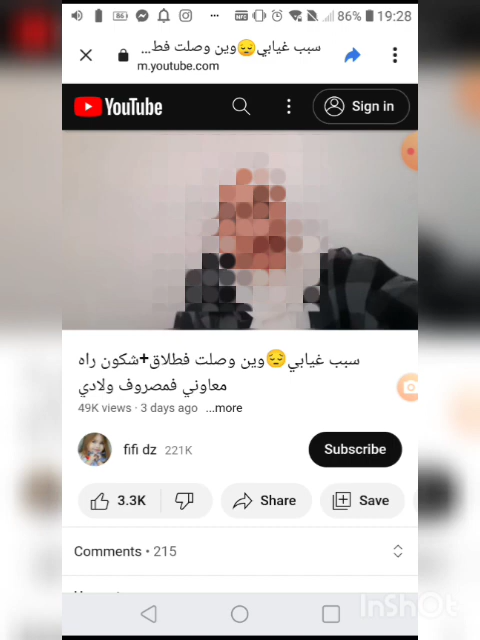 86% 19:28
سبب غيابي😔وين وصلت فط...
m.youtube.com
YouTube
Sign in
سبب غيابي😔وين وصلت فطلاق+شكون راه
معاوني فمصروف ولادي
49K views · 3 days ago ...more
fifi dz 221K
Subscribe
3.3K
Share
Save
Comments • 215
InShOt